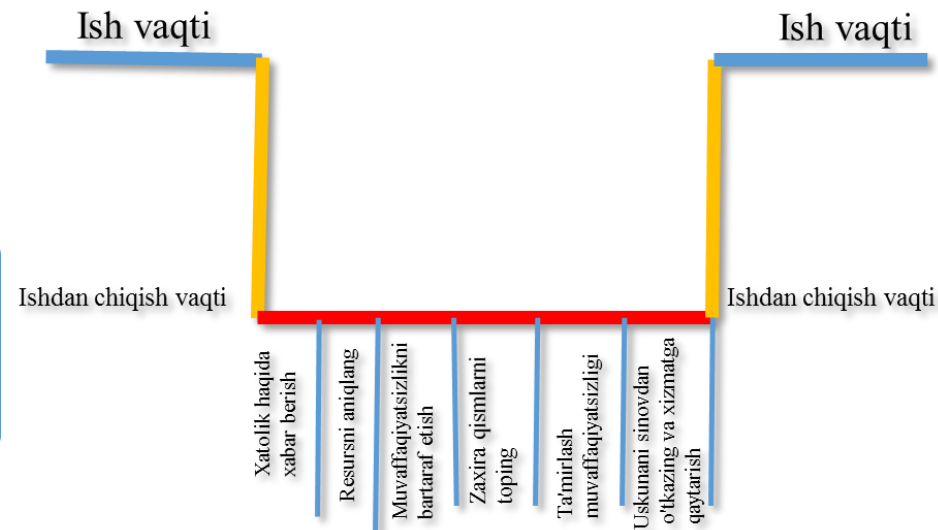 Ish vaqti
Ish vaqti
Ishdan chiqish vaqti
Ishdan chiqish vaqti
Xatolik haqida
xabar berish
Resursni aniqlang
Muvaffaqiyatsizlikni
bartaraf etish
Zaxira qismlarni
toping
Ta'mirlash
muvaffaqiyatsizligi
Uskunani sinovdan
o'tkazing va xizmatga
qaytarish